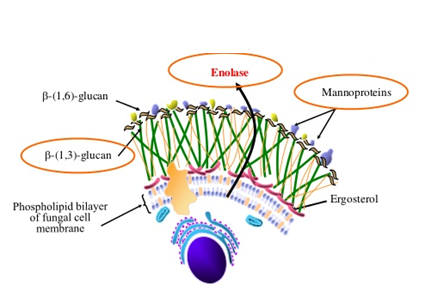 Enolase
β-(1,6)-glucan
Mannoproteins
β-(1,3)-glucan
Ergosterol
Phospholipid bilayer
of fungal cell
membrane